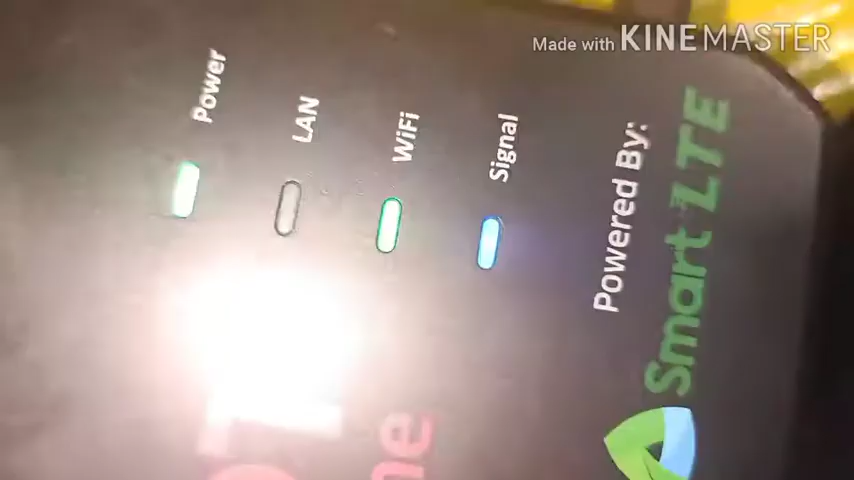 Made with KINEMASTER
Power
LAN
WiFi
Signal
Powered By:
Smart LTE